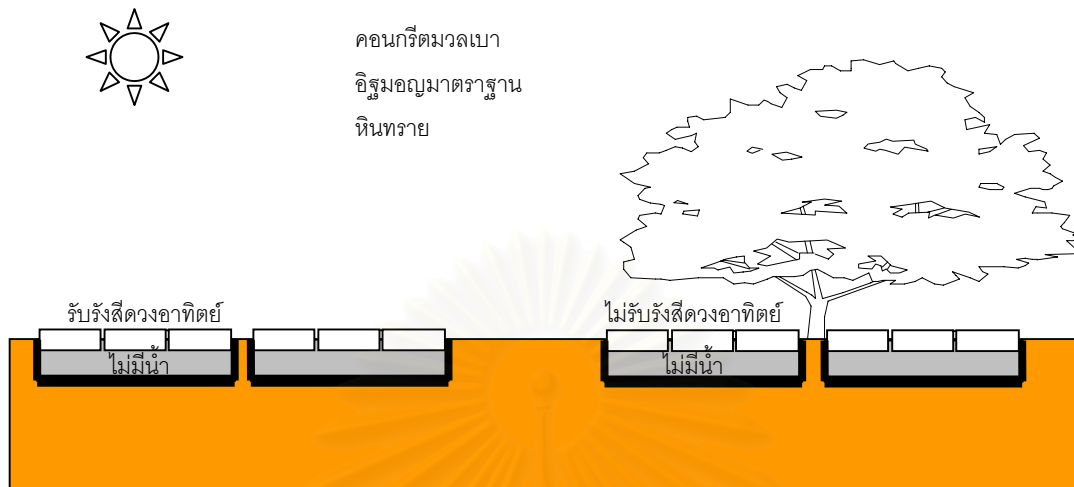 คอนกรีตมวลเบา
อิฐมอญมาตราฐาน
หินทราย
รับรังสีดวงอาทิตย์
ไม่รับรังสีดวงอาทิตย์
ไม่มีน้ำ
ไม่มีน้ำ